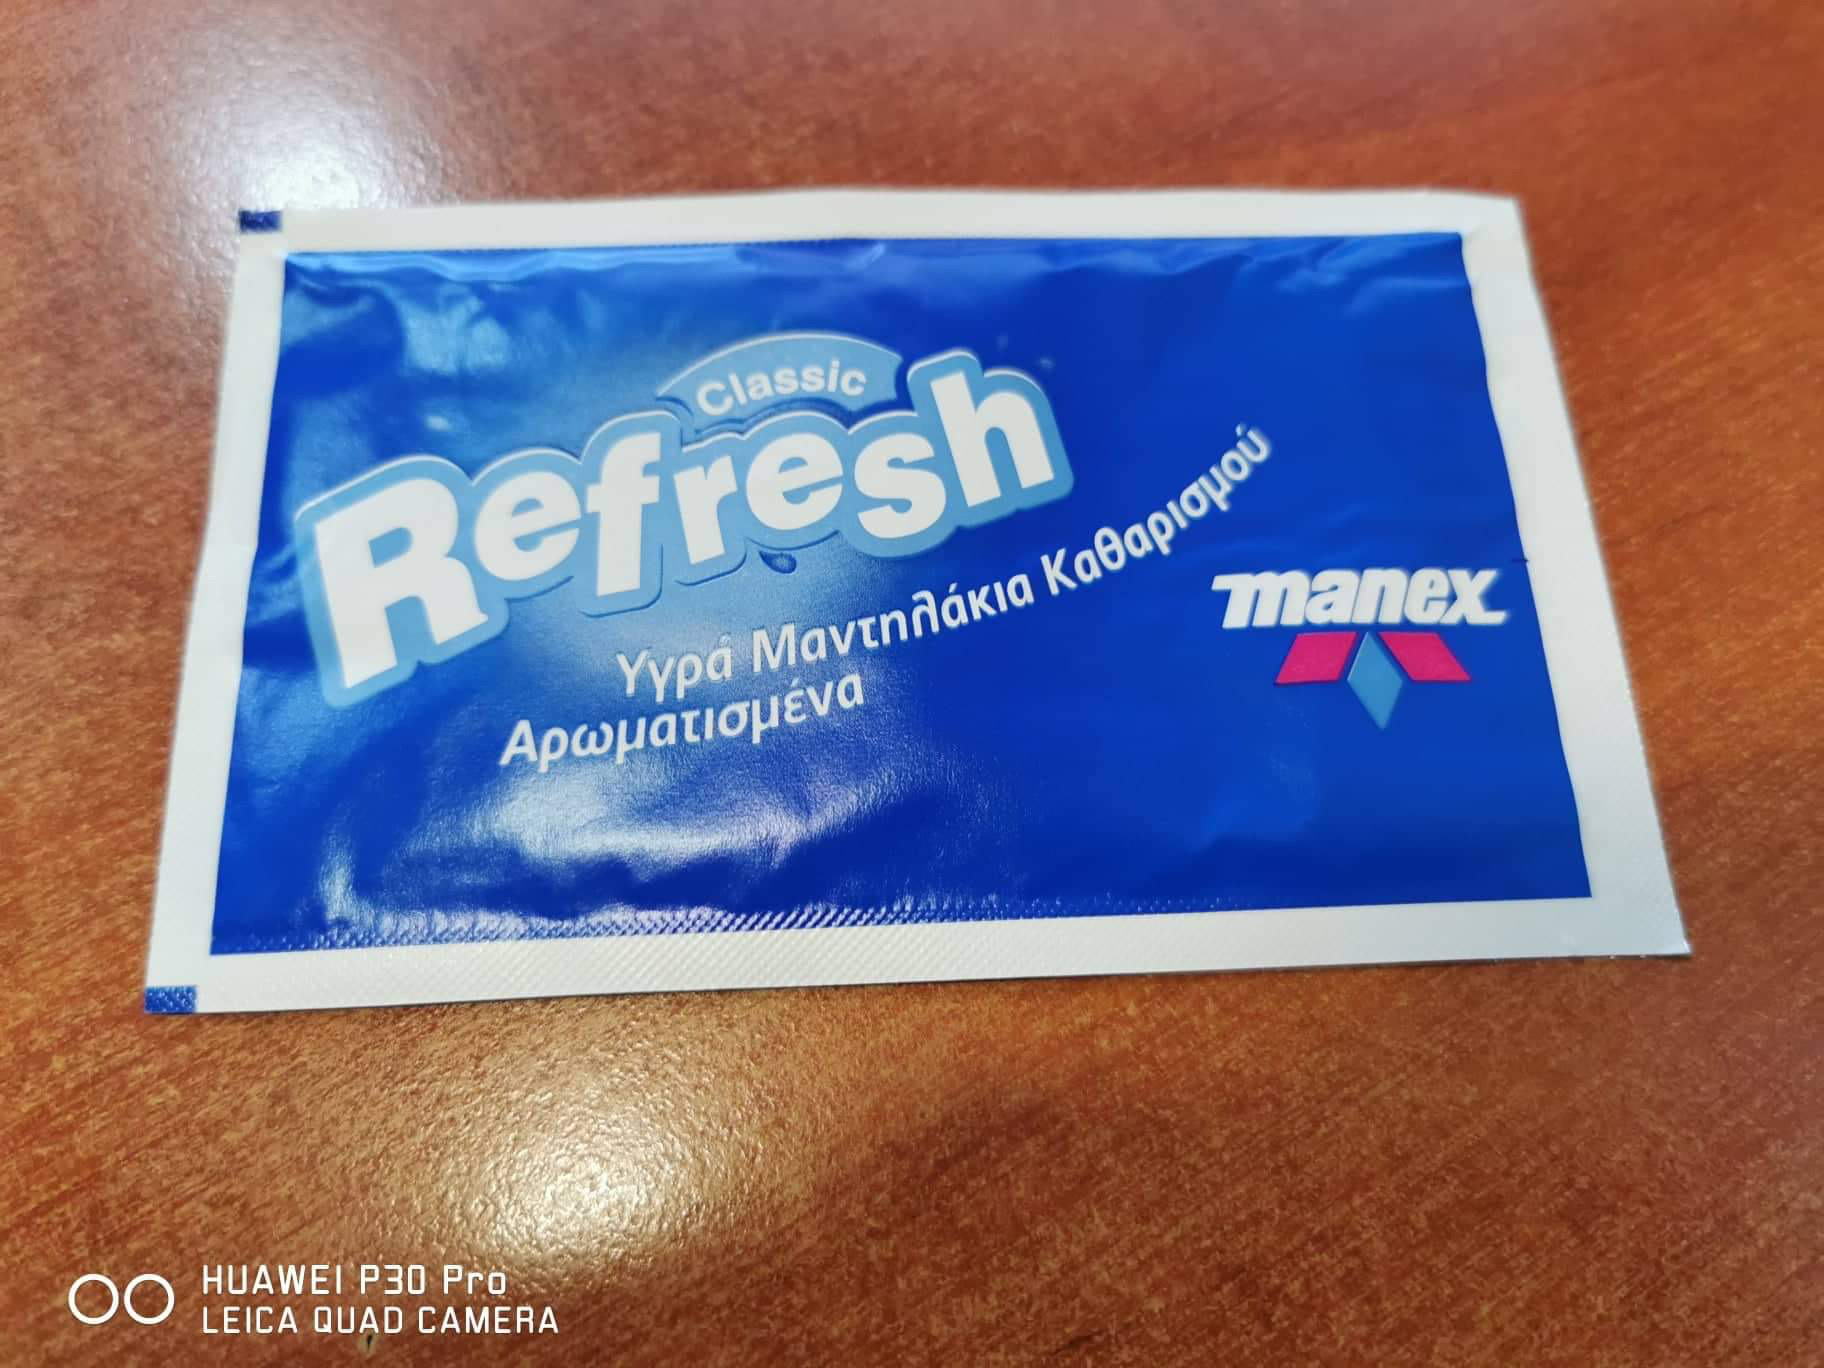 Classic
Refresh
Υγρά Μαντηλάκια Καθαρισμού
Αρωματισμένα
manex
HUAWEI P30 Pro
LEICA QUAD CAMERA